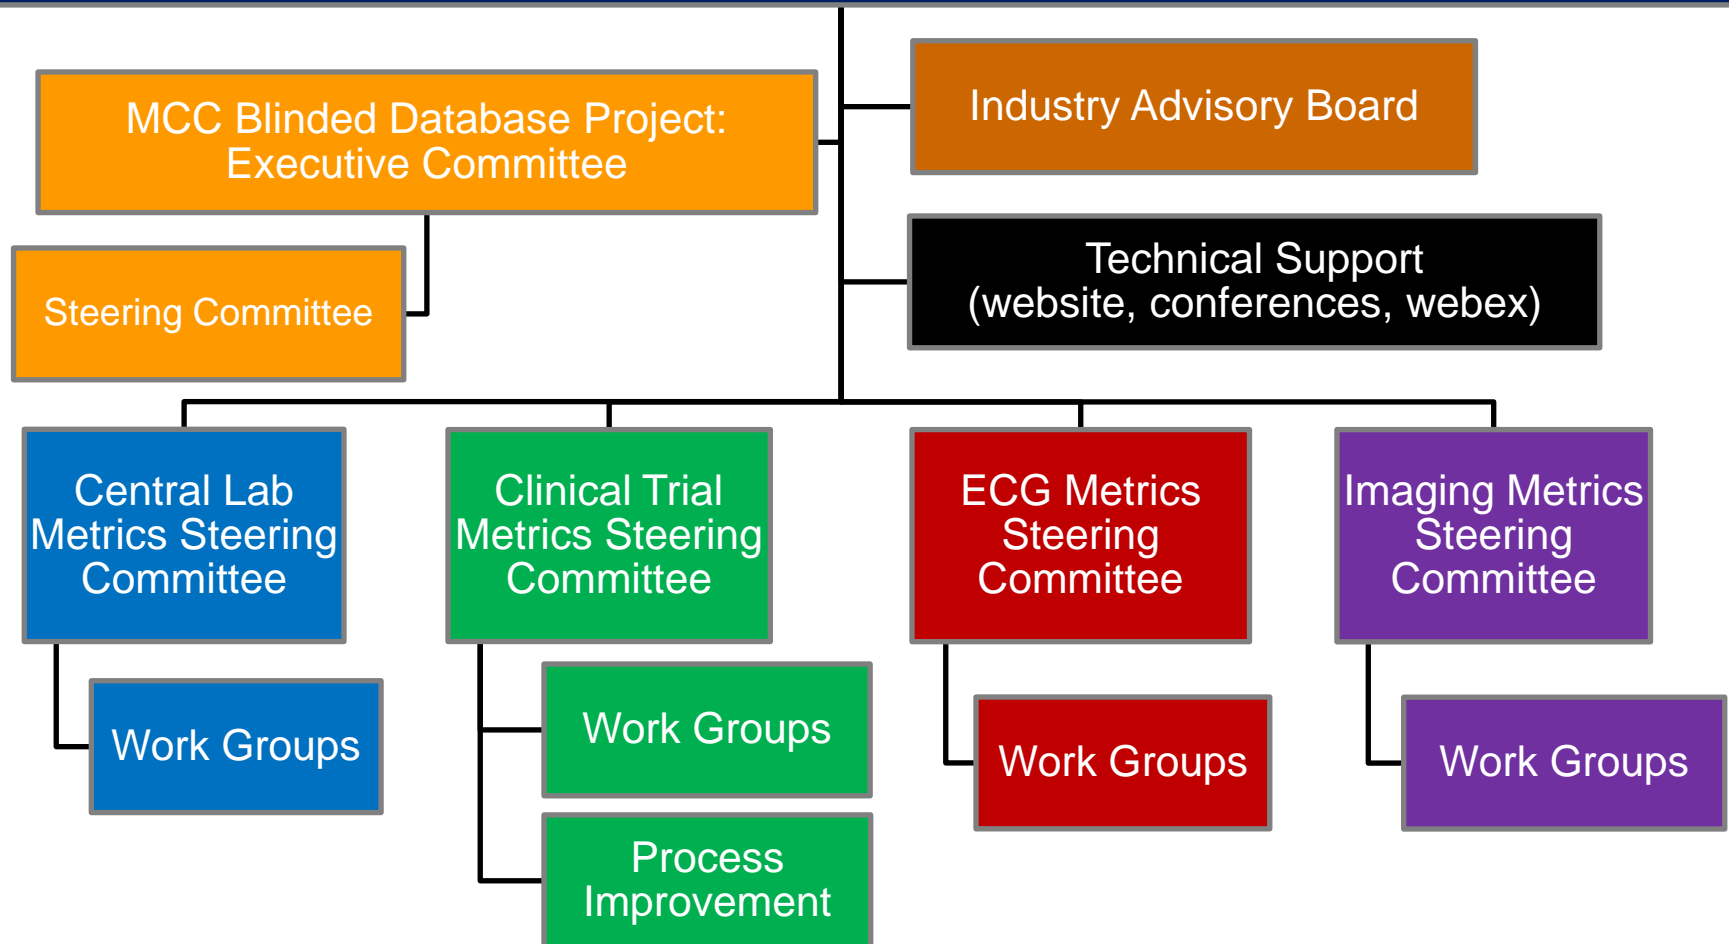 MCC Blinded Database Project:
Executive Committee
Industry Advisory Board
Steering Committee
Technical Support
(website, conferences, webex)
Central Lab
Metrics Steering
Committee
Clinical Trial
Metrics Steering
Committee
ECG Metrics
Steering
Committee
Imaging Metrics
Steering
Committee
Work Groups
Work Groups
Work Groups
Work Groups
Process
Improvement